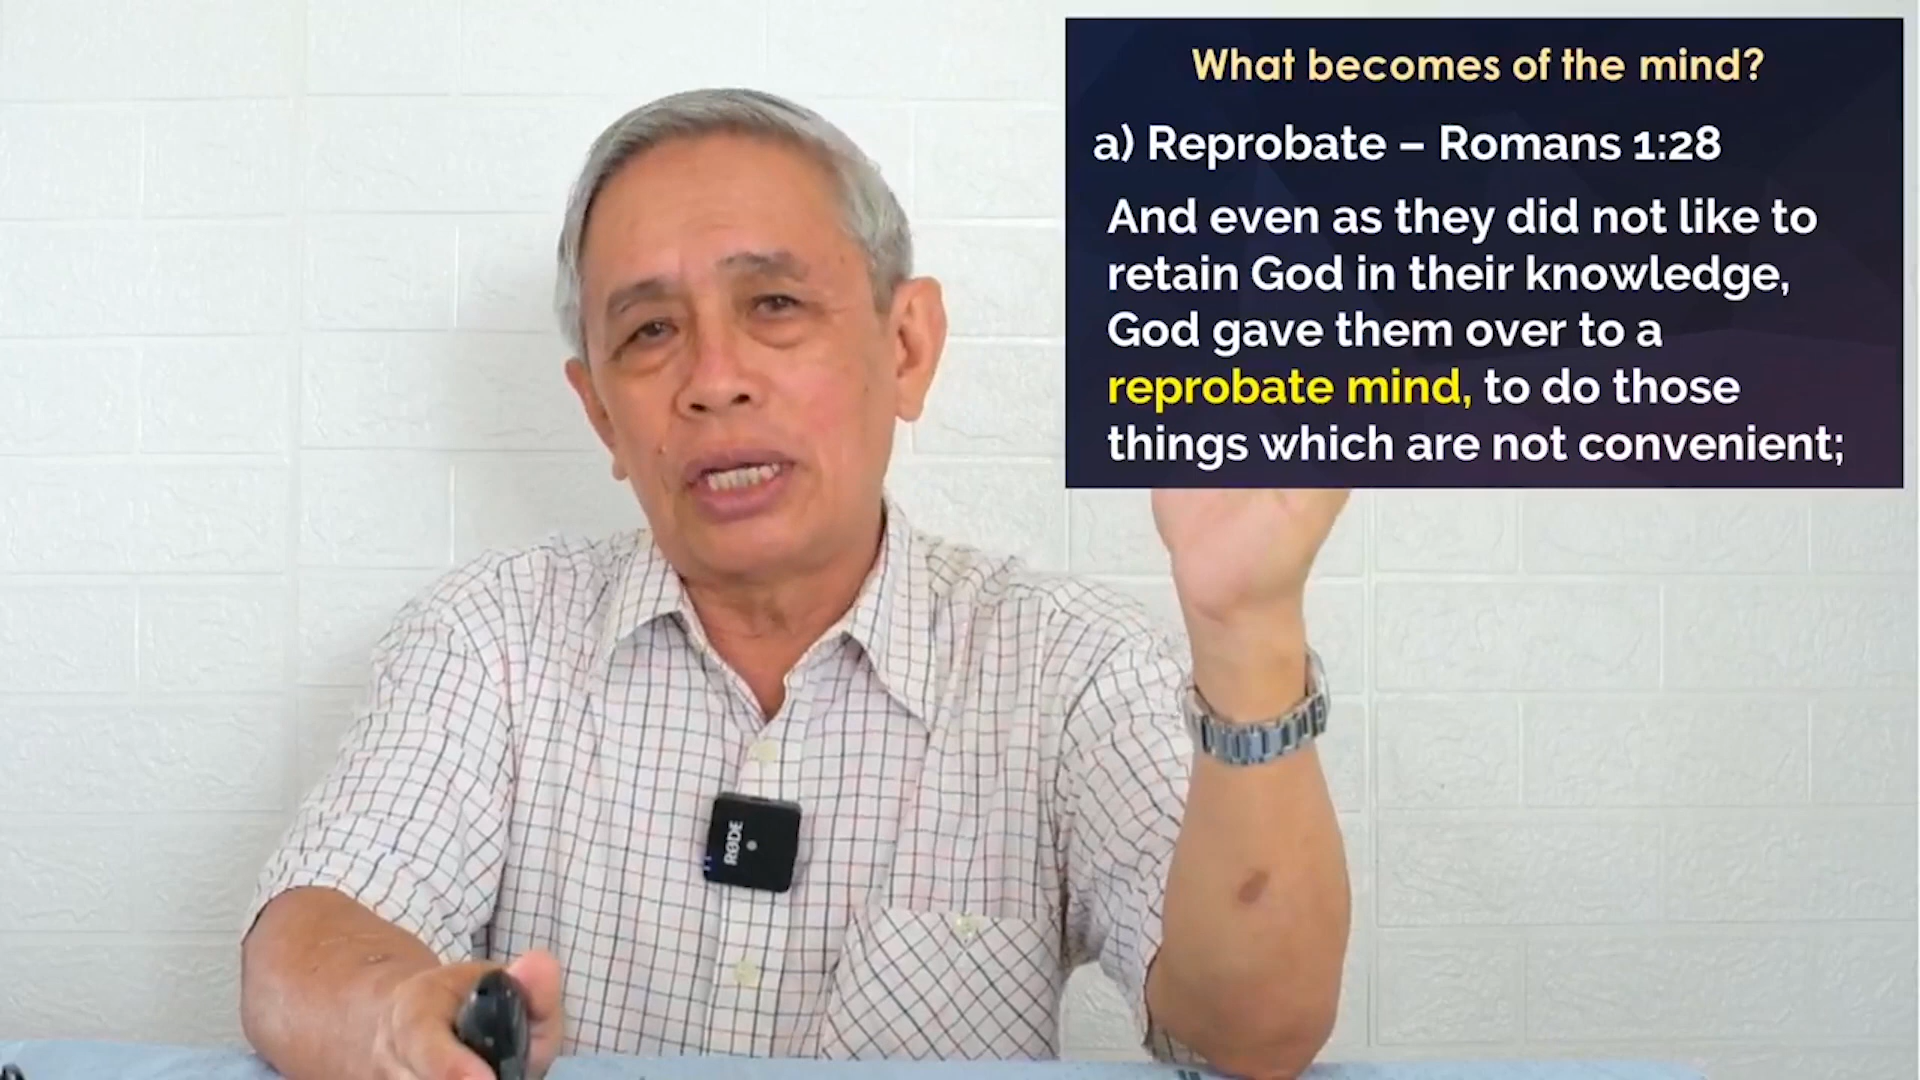 What becomes of the mind?
a) Reprobate – Romans 1:28
And even as they did not like to
retain God in their knowledge,
God gave them over to a
reprobate mind, to do those
things which are not convenient;
RØDE